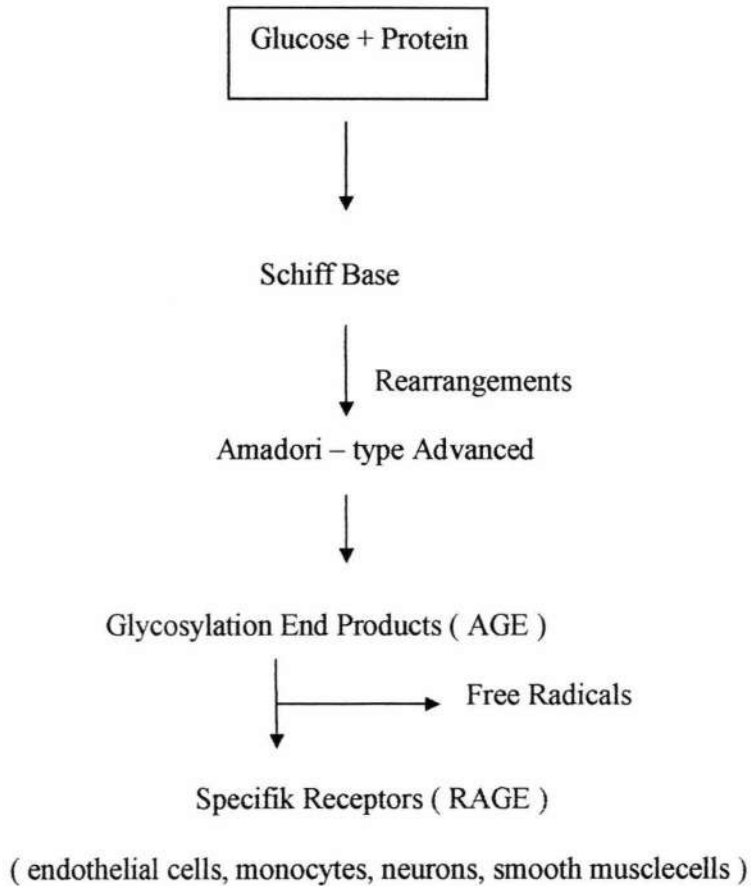 Glucose + Protein
Schiff Base
Rearrangements
Amadori – type Advanced
Glycosylation End Products ( AGE )
Free Radicals
Specifik Receptors ( RAGE )
( endothelial cells, monocytes, neurons, smooth musclecells )